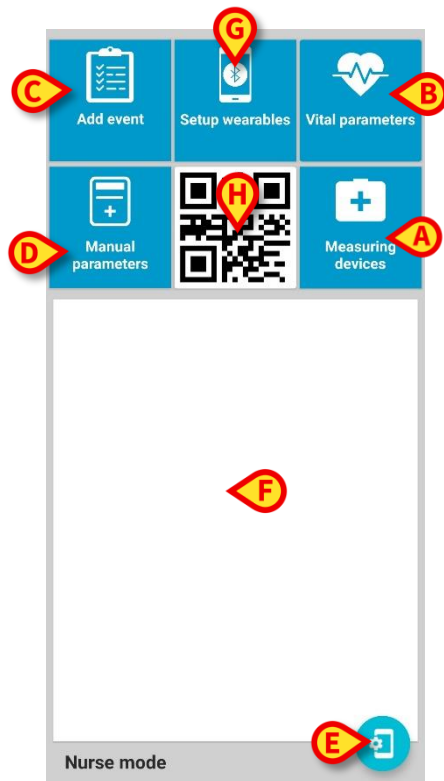 G
C
B
Add event
Setup wearables
Vital parameters
H
D
A
Manual
parameters
Measuring
devices
F
E
Nurse mode